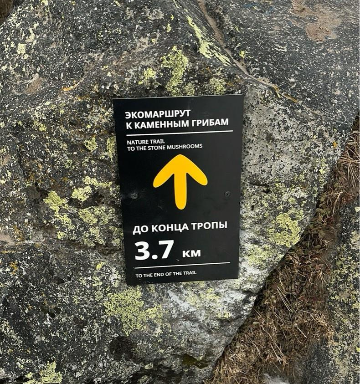 ЭКОМАРШРУТ
К КАМЕННЫМ ГРИБАМ
NATURE TRAIL
TO THE STONE MUSHROOMS
ДО КОНЦА ТРОПЫ
3.7 КМ
TO THE END OF THE TRAIL